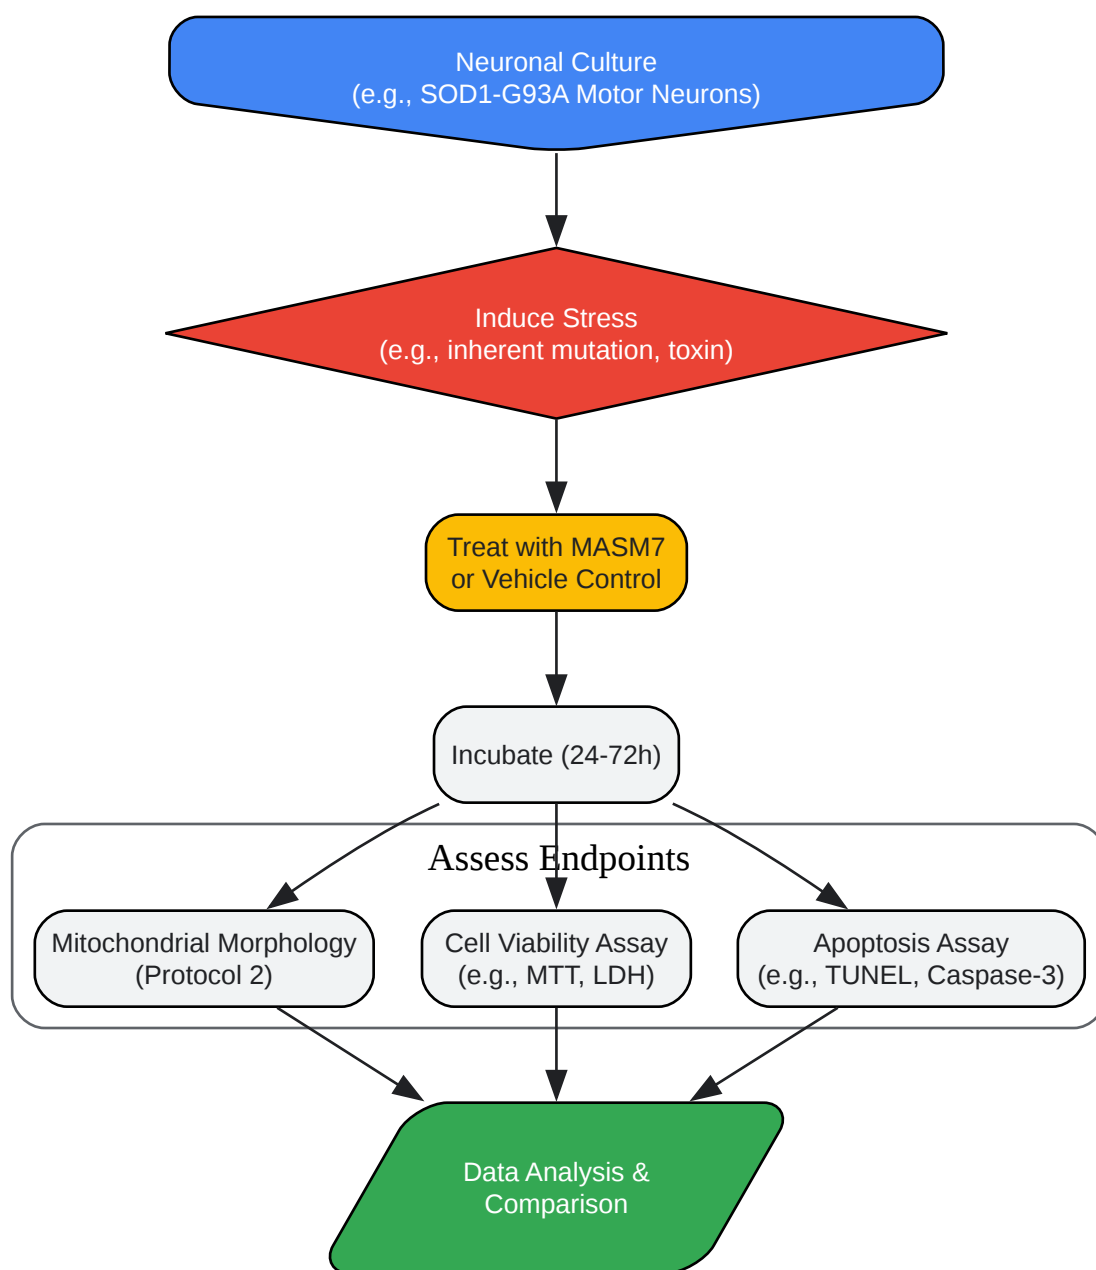 Neuronal Culture
(e.g., SOD1-G93A Motor Neurons)
Induce Stress
(e.g., inherent mutation, toxin)
Treat with MASM7
or Vehicle Control
Incubate (24-72h)
Assess Endpoints
Mitochondrial Morphology
(Protocol 2)
Cell Viability Assay
(e.g., MTT, LDH)
Apoptosis Assay
(e.g., TUNEL, Caspase-3)
Data Analysis &
Comparison